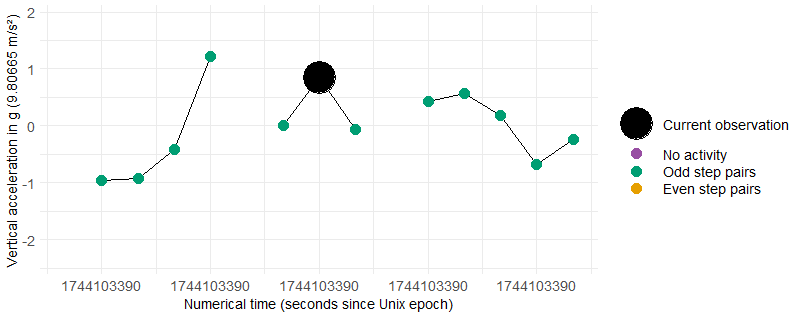 Vertical acceleration in g (9.80665 m/s²)
2
1
0
-1
-2
1744103390 1744103390 1744103390 1744103390 1744103390
Numerical time (seconds since Unix epoch)
Current observation
No activity
Odd step pairs
Even step pairs